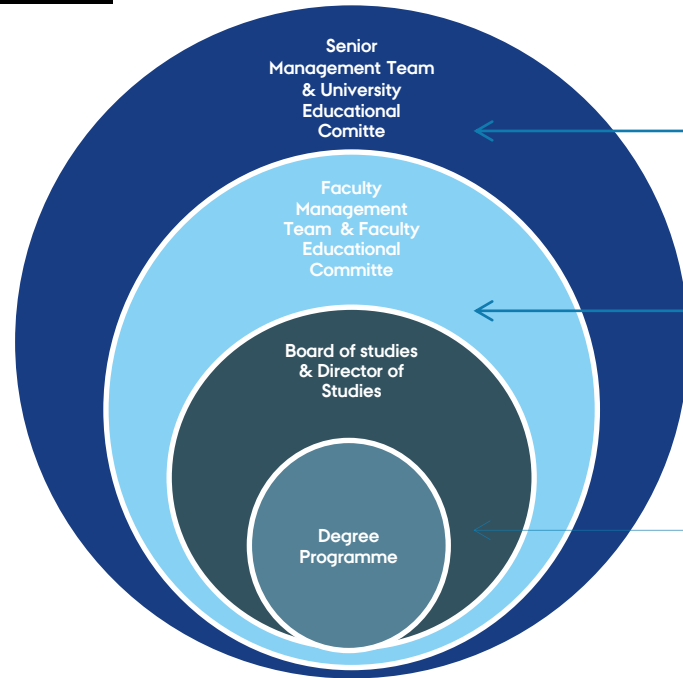 Senior
Management Team
& University
Educational
Comitte
Faculty
Management
Team & Faculty
Educational
Committe
Board of studies
& Director of
Studies
Degree
Programme